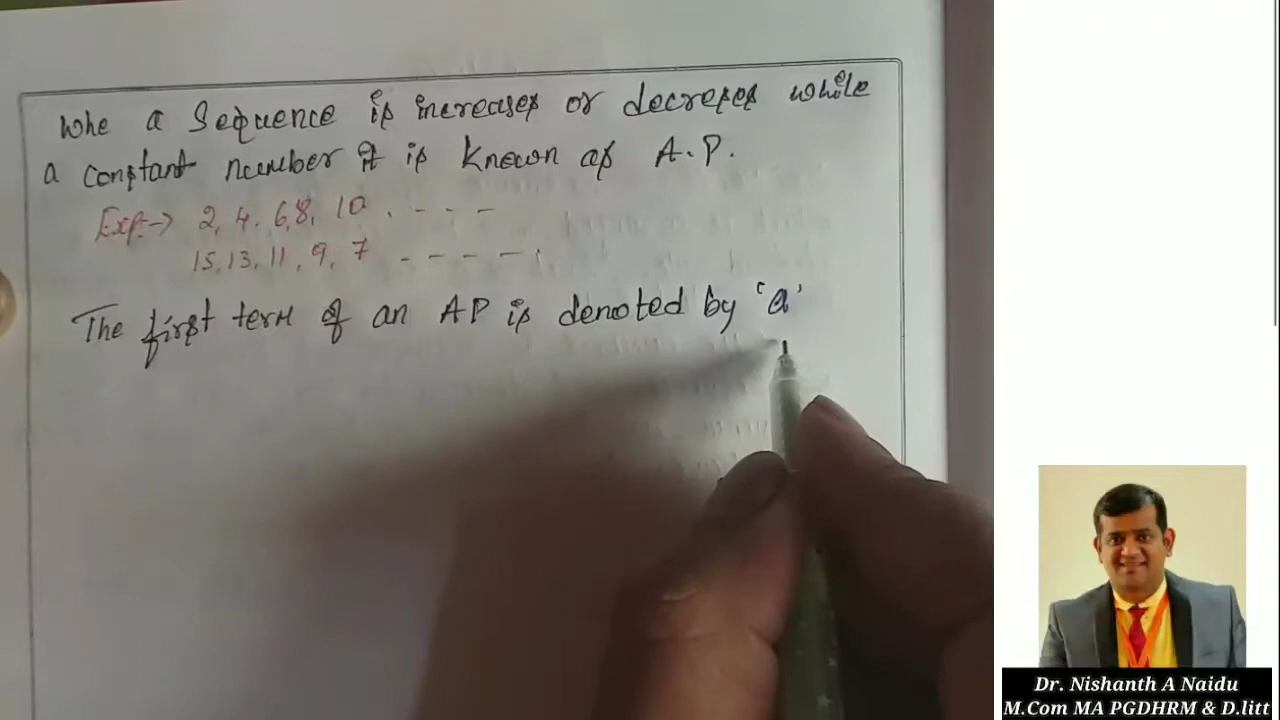 Whe a Sequence is increases or decreses while
a constant number it is known as A.P.
Exp:-> 2, 4. 6,8, 10 . - - -
15,13, 11, 9, 7 - - - - .
The first term of an AP is denoted by 'a'
Dr. Nishanth A Naidu
M.Com MA PGDHRM & D.litt